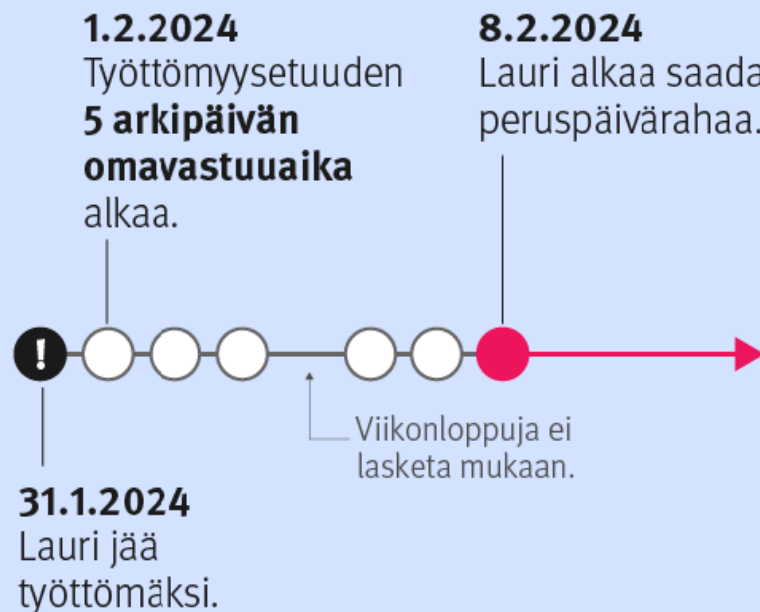 1.2.2024
Työttömyysetuuden
5 arkipäivän
omavastuuaika
alkaa.
8.2.2024
Lauri alkaa saada
peruspäivärahaa.
!
Viikonloppuja ei
lasketa mukaan.
31.1.2024
Lauri jää
työttömäksi.